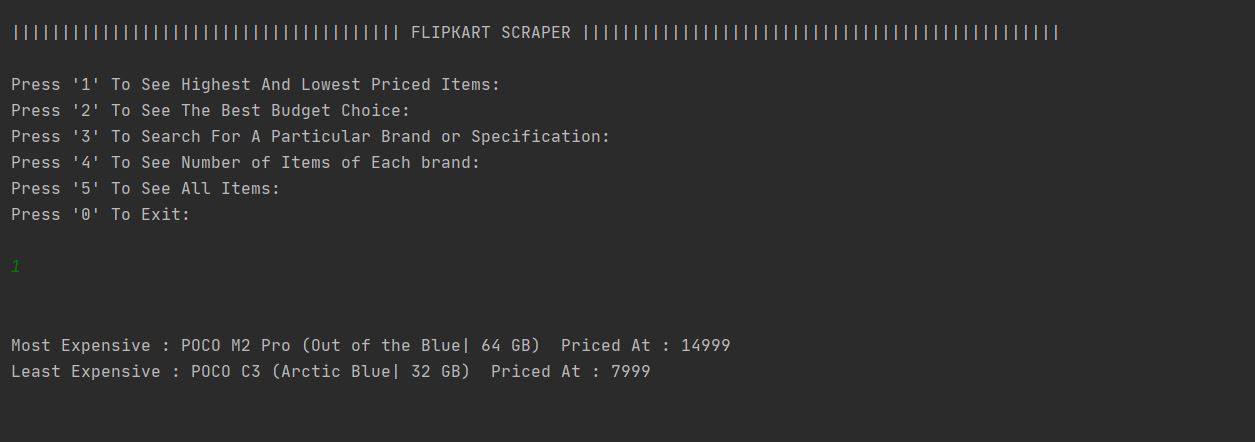 ||||||||||||||||||||||||||||||||||||||| FLIPKART SCRAPER ||||||||||||||||||||||||||||||||||||||||||||||||
Press '1' To See Highest And Lowest Priced Items:
Press '2' To See The Best Budget Choice:
Press '3' To Search For A Particular Brand or Specification:
Press '4' To See Number of Items of Each brand:
Press '5' To See All Items:
Press '0' To Exit:
1
Most Expensive : POCO M2 Pro (Out of the Blue| 64 GB)  Priced At : 14999
Least Expensive : POCO C3 (Arctic Blue| 32 GB)  Priced At : 7999